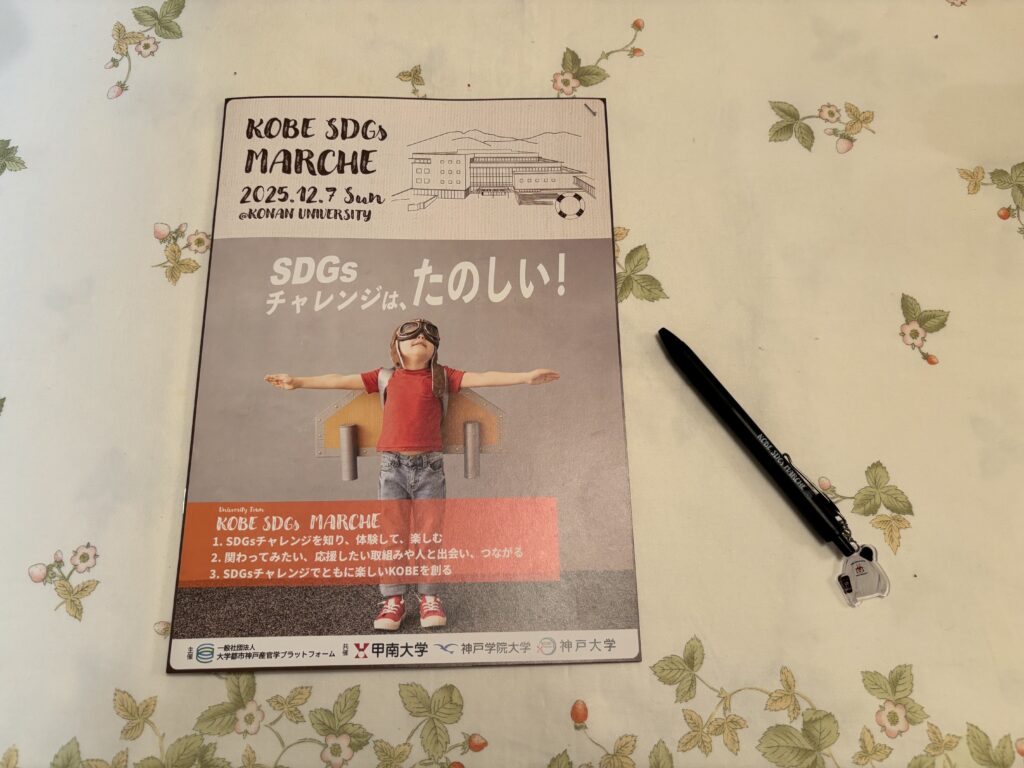 KOBE SDGs
MARCHE
2025.12.7 Sun
@KONAN UNIVERSITY
SDGs
チャレンジは、たのしい!
University Town
KOBE SDGs MARCHE
1. SDGsチャレンジを知り、体験して、楽しむ
2. 関わってみたい、応援したい取組みや人と出会い、つながる
3. SDGsチャレンジでともに楽しいKOBEを創る
主催 一般社団法人
大学都市神戸産官学プラットフォーム
共催 甲南大学 神戸学院大学 神戸大学
KOBE SDGs MARCHE